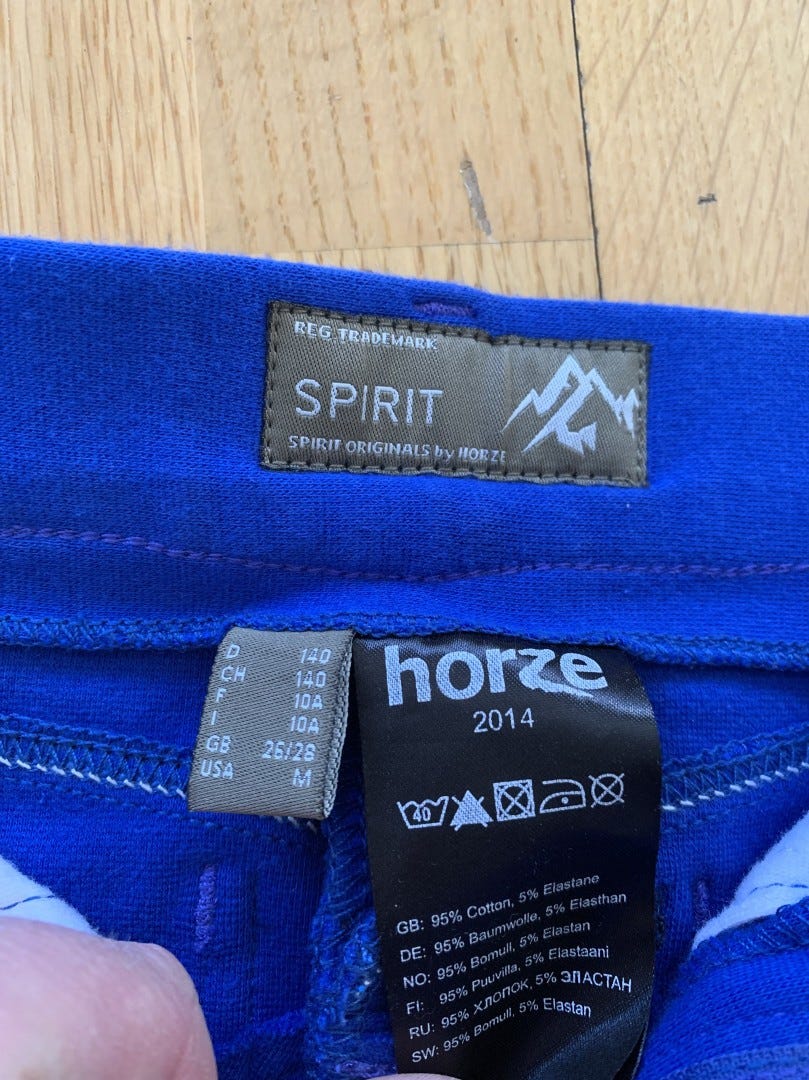 REG. TRADEMARK
SPIRIT
SPIRIT ORIGINALS by HORZE
D 140
CH 140
F 10A
I 10A
GB 26/28
USA M
horze
2014
40
GB: 95% Cotton, 5% Elastane
DE: 95% Baumwolle, 5% Elasthan
NO: 95% Bomull, 5% Elastan
FI: 95% Puuvilla, 5% Elastaani
RU: 95% ХЛОПОК, 5% ЭЛАСТАН
SW: 95% Bomull, 5% Elastan